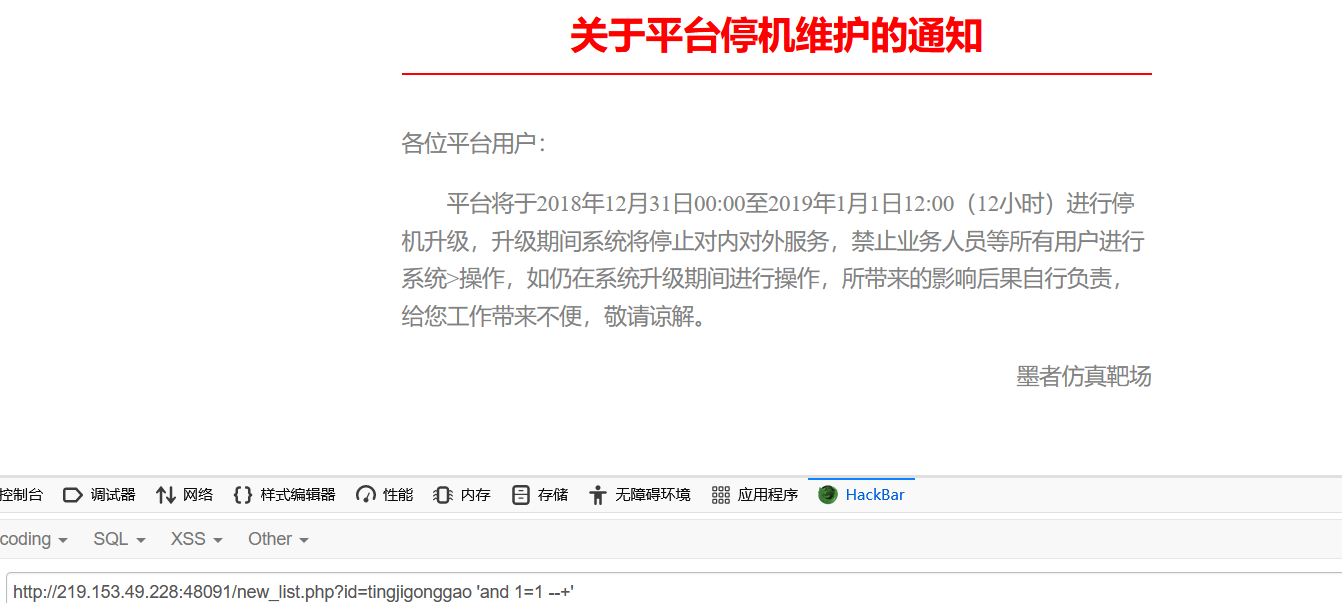 关于平台停机维护的通知
各位平台用户：
平台将于2018年12月31日00:00至2019年1月1日12:00（12小时）进行停
机升级，升级期间系统将停止对内对外服务，禁止业务人员等所有用户进行
系统>操作，如仍在系统升级期间进行操作，所带来的影响后果自行负责，
给您工作带来不便，敬请谅解。
墨者仿真靶场
控制台 调试器 网络 样式编辑器 性能 内存 存储 无障碍环境 应用程序 HackBar
coding SQL XSS Other
http://219.153.49.228:48091/new_list.php?id=tingjigonggao 'and 1=1 --+'